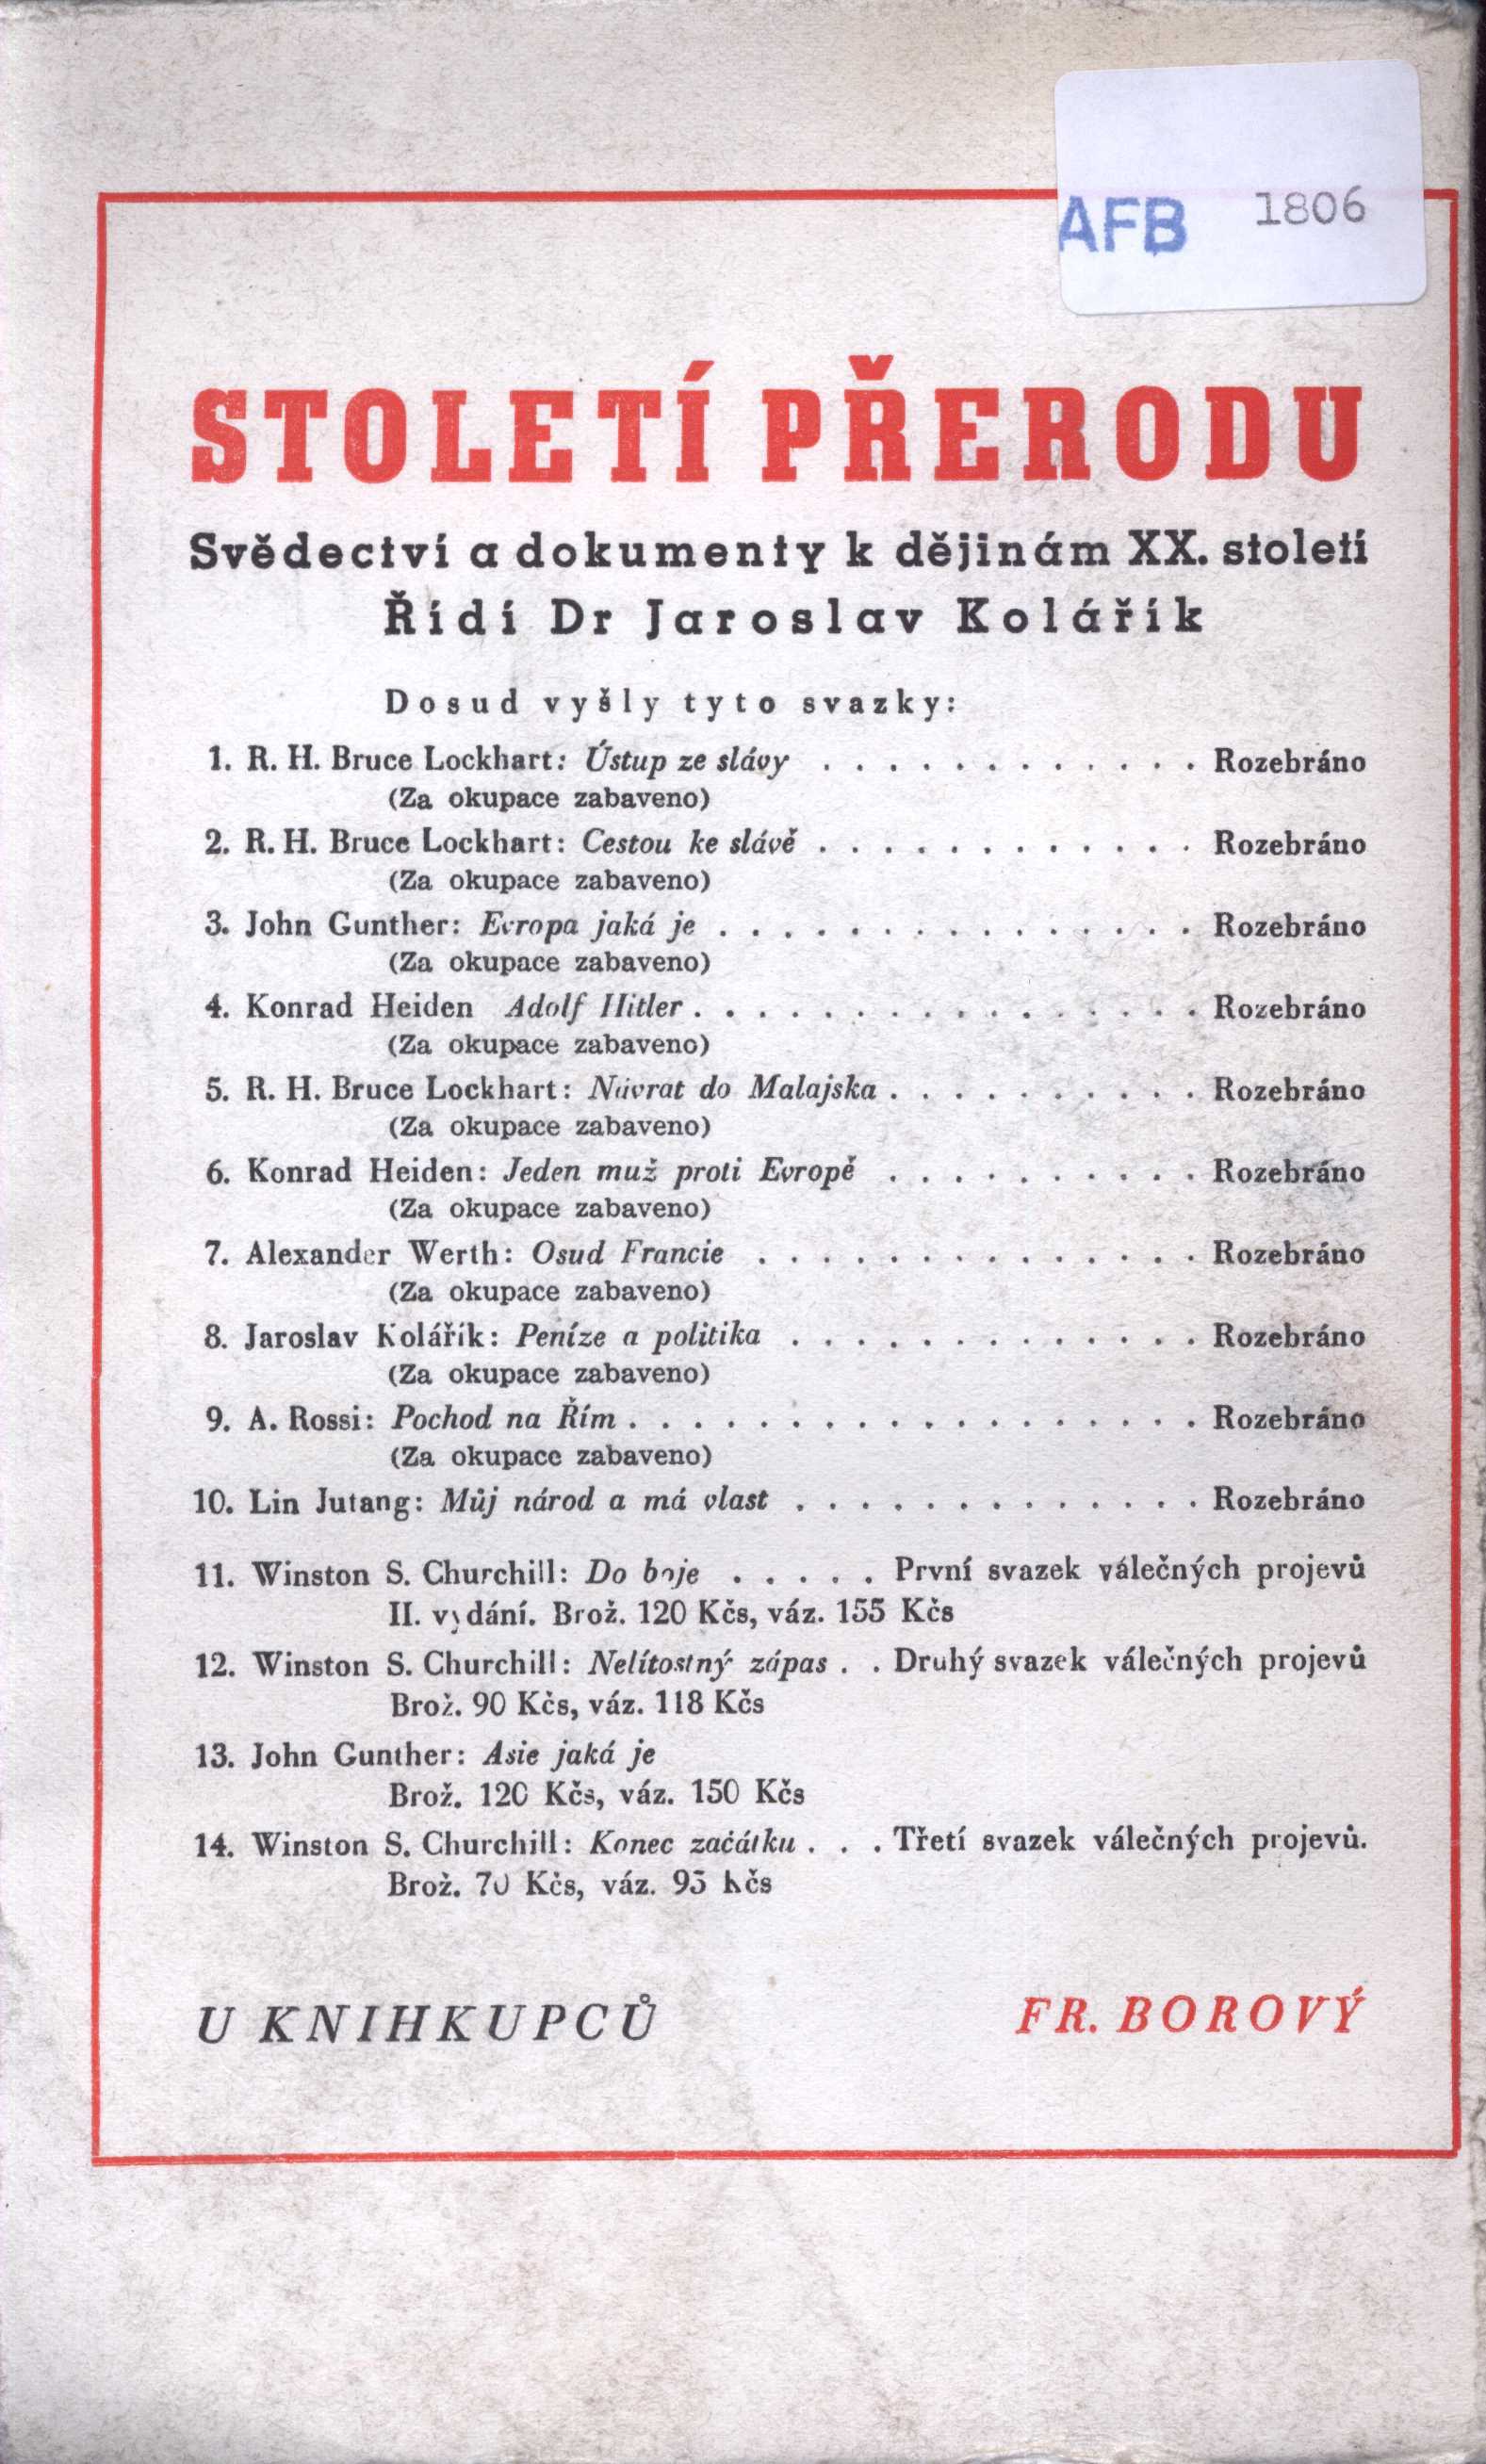 AFB 1806
STOLETÍ PŘERODU
Svědectví a dokumenty k dějinám XX. století
Řídí Dr Jaroslav Kolářík
Dosud vyšly tyto svazky:
1. R. H. Bruce Lockhart: Ústup ze slávy . . . . . . . . . . . . Rozebráno
(Za okupace zabaveno)
2. R. H. Bruce Lockhart: Cestou ke slávě . . . . . . . . . . . . Rozebráno
(Za okupace zabaveno)
3. John Gunther: Evropa jaká je . . . . . . . . . . . . . . . Rozebráno
(Za okupace zabaveno)
4. Konrad Heiden Adolf Hitler . . . . . . . . . . . . . . . . Rozebráno
(Za okupace zabaveno)
5. R. H. Bruce Lockhart: Návrat do Malajska . . . . . . . . . . Rozebráno
(Za okupace zabaveno)
6. Konrad Heiden: Jeden muž proti Evropě . . . . . . . . . . Rozebráno
(Za okupace zabaveno)
7. Alexander Werth: Osud Francie . . . . . . . . . . . . . . Rozebráno
(Za okupace zabaveno)
8. Jaroslav Kolářík: Peníze a politika . . . . . . . . . . . . . Rozebráno
(Za okupace zabaveno)
9. A. Rossi: Pochod na Řím . . . . . . . . . . . . . . . . . . Rozebráno
(Za okupace zabaveno)
10. Lin Jutang: Můj národ a má vlast . . . . . . . . . . . . . Rozebráno
11. Winston S. Churchill: Do boje . . . . . První svazek válečných projevů
II. vydání. Brož. 120 Kčs, váz. 155 Kčs
12. Winston S. Churchill: Nelítostný zápas . . Druhý svazek válečných projevů
Brož. 90 Kčs, váz. 118 Kčs
13. John Gunther: Asie jaká je
Brož. 120 Kčs, váz. 150 Kčs
14. Winston S. Churchill: Konec začátku . . . Třetí svazek válečných projevů.
Brož. 70 Kčs, váz. 95 Kčs
U KNIHKUPCŮ FR. BOROVÝ